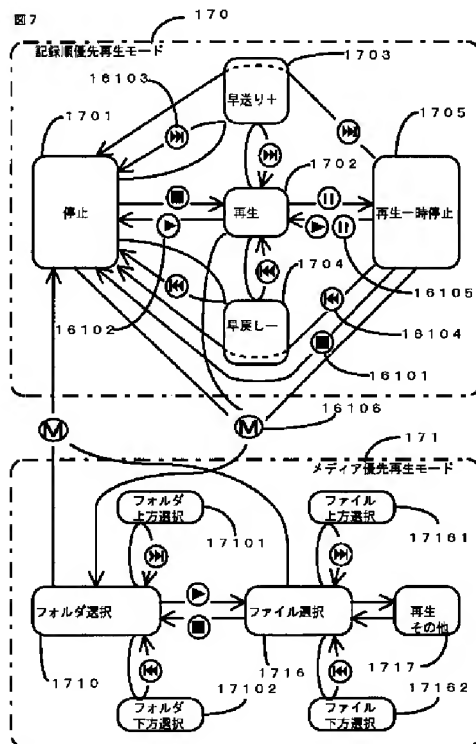 図7
170
記録順優先再生モード
16103
1703
早送り＋
1701
1705
停止
1702
再生
再生一時停止
1704
早戻しー
16102
16105
16104
16101
M
M
16106
171
メディア優先再生モード
フォルダ
上方選択
17101
ファイル
上方選択
17161
フォルダ選択
ファイル選択
再生
その他
1710
フォルダ
下方選択
17102
1716
ファイル
下方選択
17162
1717